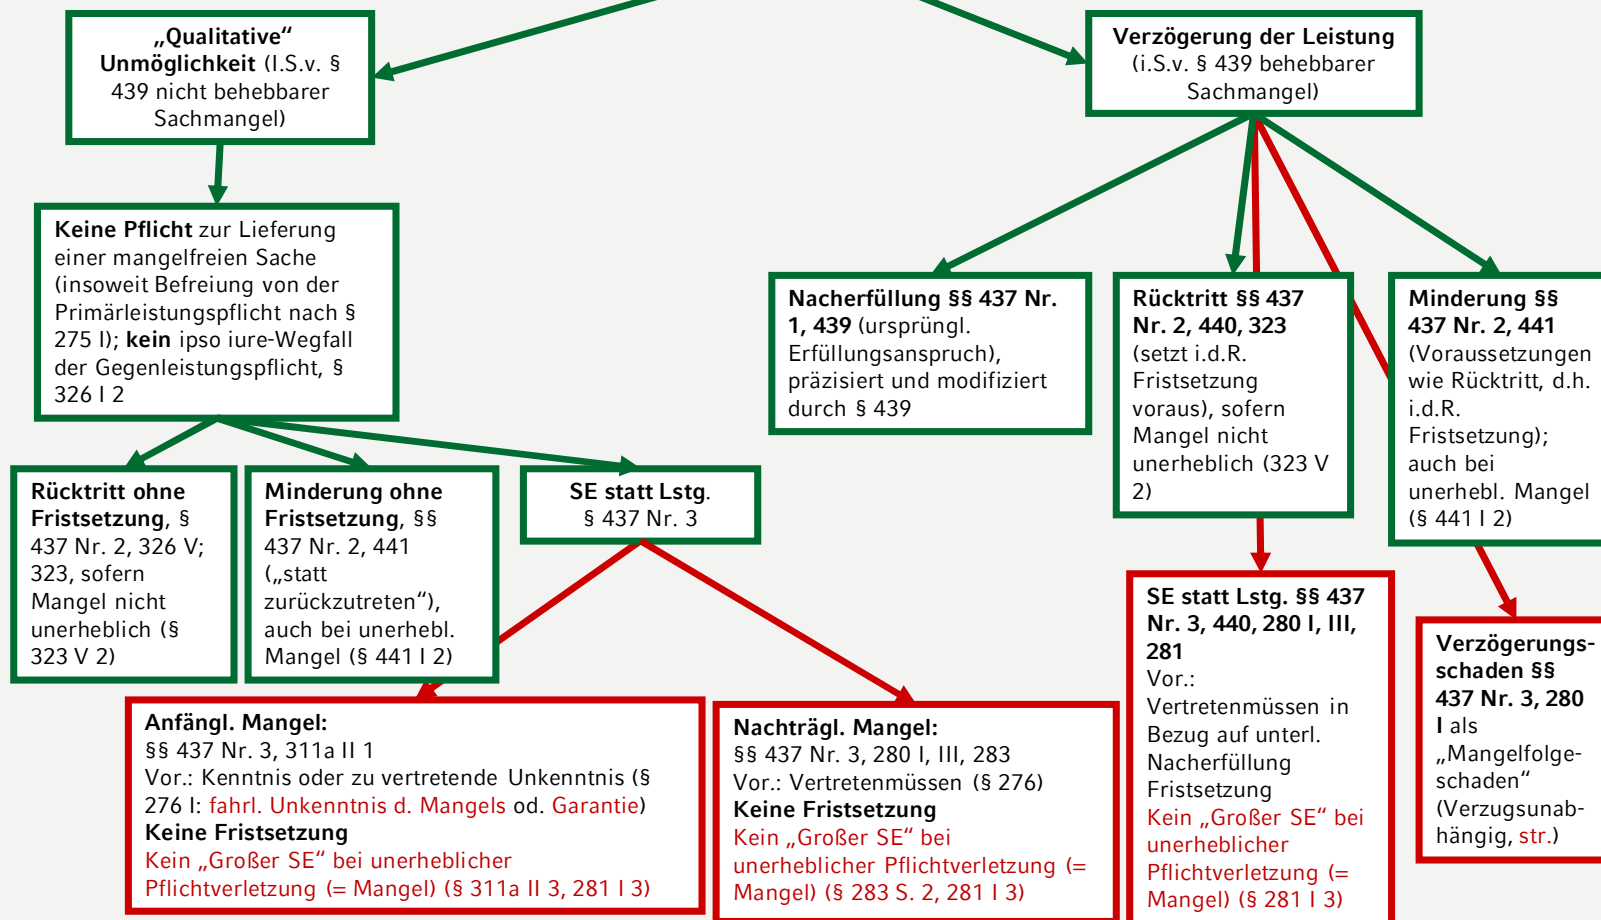 „Qualitative“
Unmöglichkeit (I.S.v. §
439 nicht behebbarer
Sachmangel)
Verzögerung der Leistung
(i.S.v. § 439 behebbarer
Sachmangel)
Keine Pflicht zur Lieferung
einer mangelfreien Sache
(insoweit Befreiung von der
Primärleistungspflicht nach §
275 I); kein ipso iure-Wegfall
der Gegenleistungspflicht, §
326 I 2
Nacherfüllung §§ 437 Nr.
1, 439 (ursprüngl.
Erfüllungsanspruch),
präzisiert und modifiziert
durch § 439
Rücktritt §§ 437
Nr. 2, 440, 323
(setzt i.d.R.
Fristsetzung
voraus), sofern
Mangel nicht
unerheblich (323 V
2)
Minderung §§
437 Nr. 2, 441
(Voraussetzungen
wie Rücktritt, d.h.
i.d.R.
Fristsetzung);
auch bei
unerhebl. Mangel
(§ 441 I 2)
Rücktritt ohne
Fristsetzung, §
437 Nr. 2, 326 V;
323, sofern
Mangel nicht
unerheblich (§
323 V 2)
Minderung ohne
Fristsetzung, §§
437 Nr. 2, 441
(„statt
zurückzutreten“),
auch bei unerhebl.
Mangel (§ 441 I 2)
SE statt Lstg.
§ 437 Nr. 3
Anfängl. Mangel:
§§ 437 Nr. 3, 311a II 1
Vor.: Kenntnis oder zu vertretende Unkenntnis (§
276 I: fahrl. Unkenntnis d. Mangels od. Garantie)
Keine Fristsetzung
Kein „Großer SE“ bei unerheblicher
Pflichtverletzung (= Mangel) (§ 311a II 3, 281 I 3)
Nachträgl. Mangel:
§§ 437 Nr. 3, 280 I, III, 283
Vor.: Vertretenmüssen (§ 276)
Keine Fristsetzung
Kein „Großer SE“ bei
unerheblicher Pflichtverletzung (=
Mangel) (§ 283 S. 2, 281 I 3)
SE statt Lstg. §§ 437
Nr. 3, 440, 280 I, III,
281
Vor.:
Vertretenmüssen in
Bezug auf unterl.
Nacherfüllung
Fristsetzung
Kein „Großer SE“ bei
unerheblicher
Pflichtverletzung (=
Mangel) (§ 281 I 3)
Verzögerungs-
schaden §§
437 Nr. 3, 280
I als
„Mangelfolge-
schaden“
(Verzugsunab-
hängig, str.)